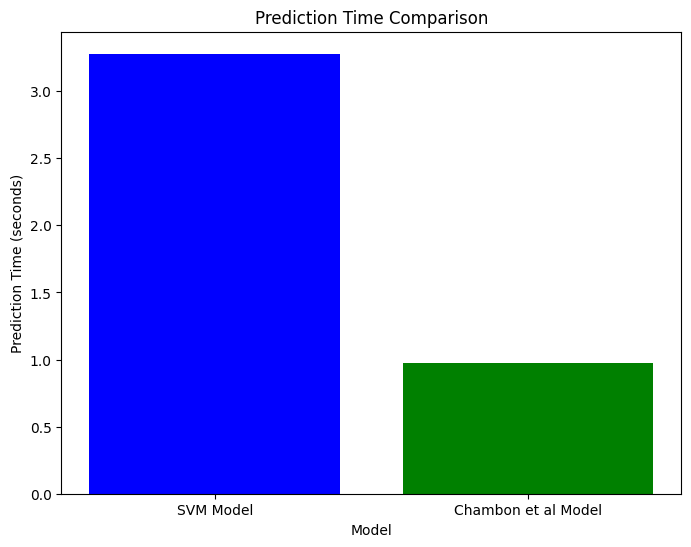 Prediction Time Comparison
Prediction Time (seconds)
3.0
2.5
2.0
1.5
1.0
0.5
0.0
SVM Model
Chambon et al Model
Model